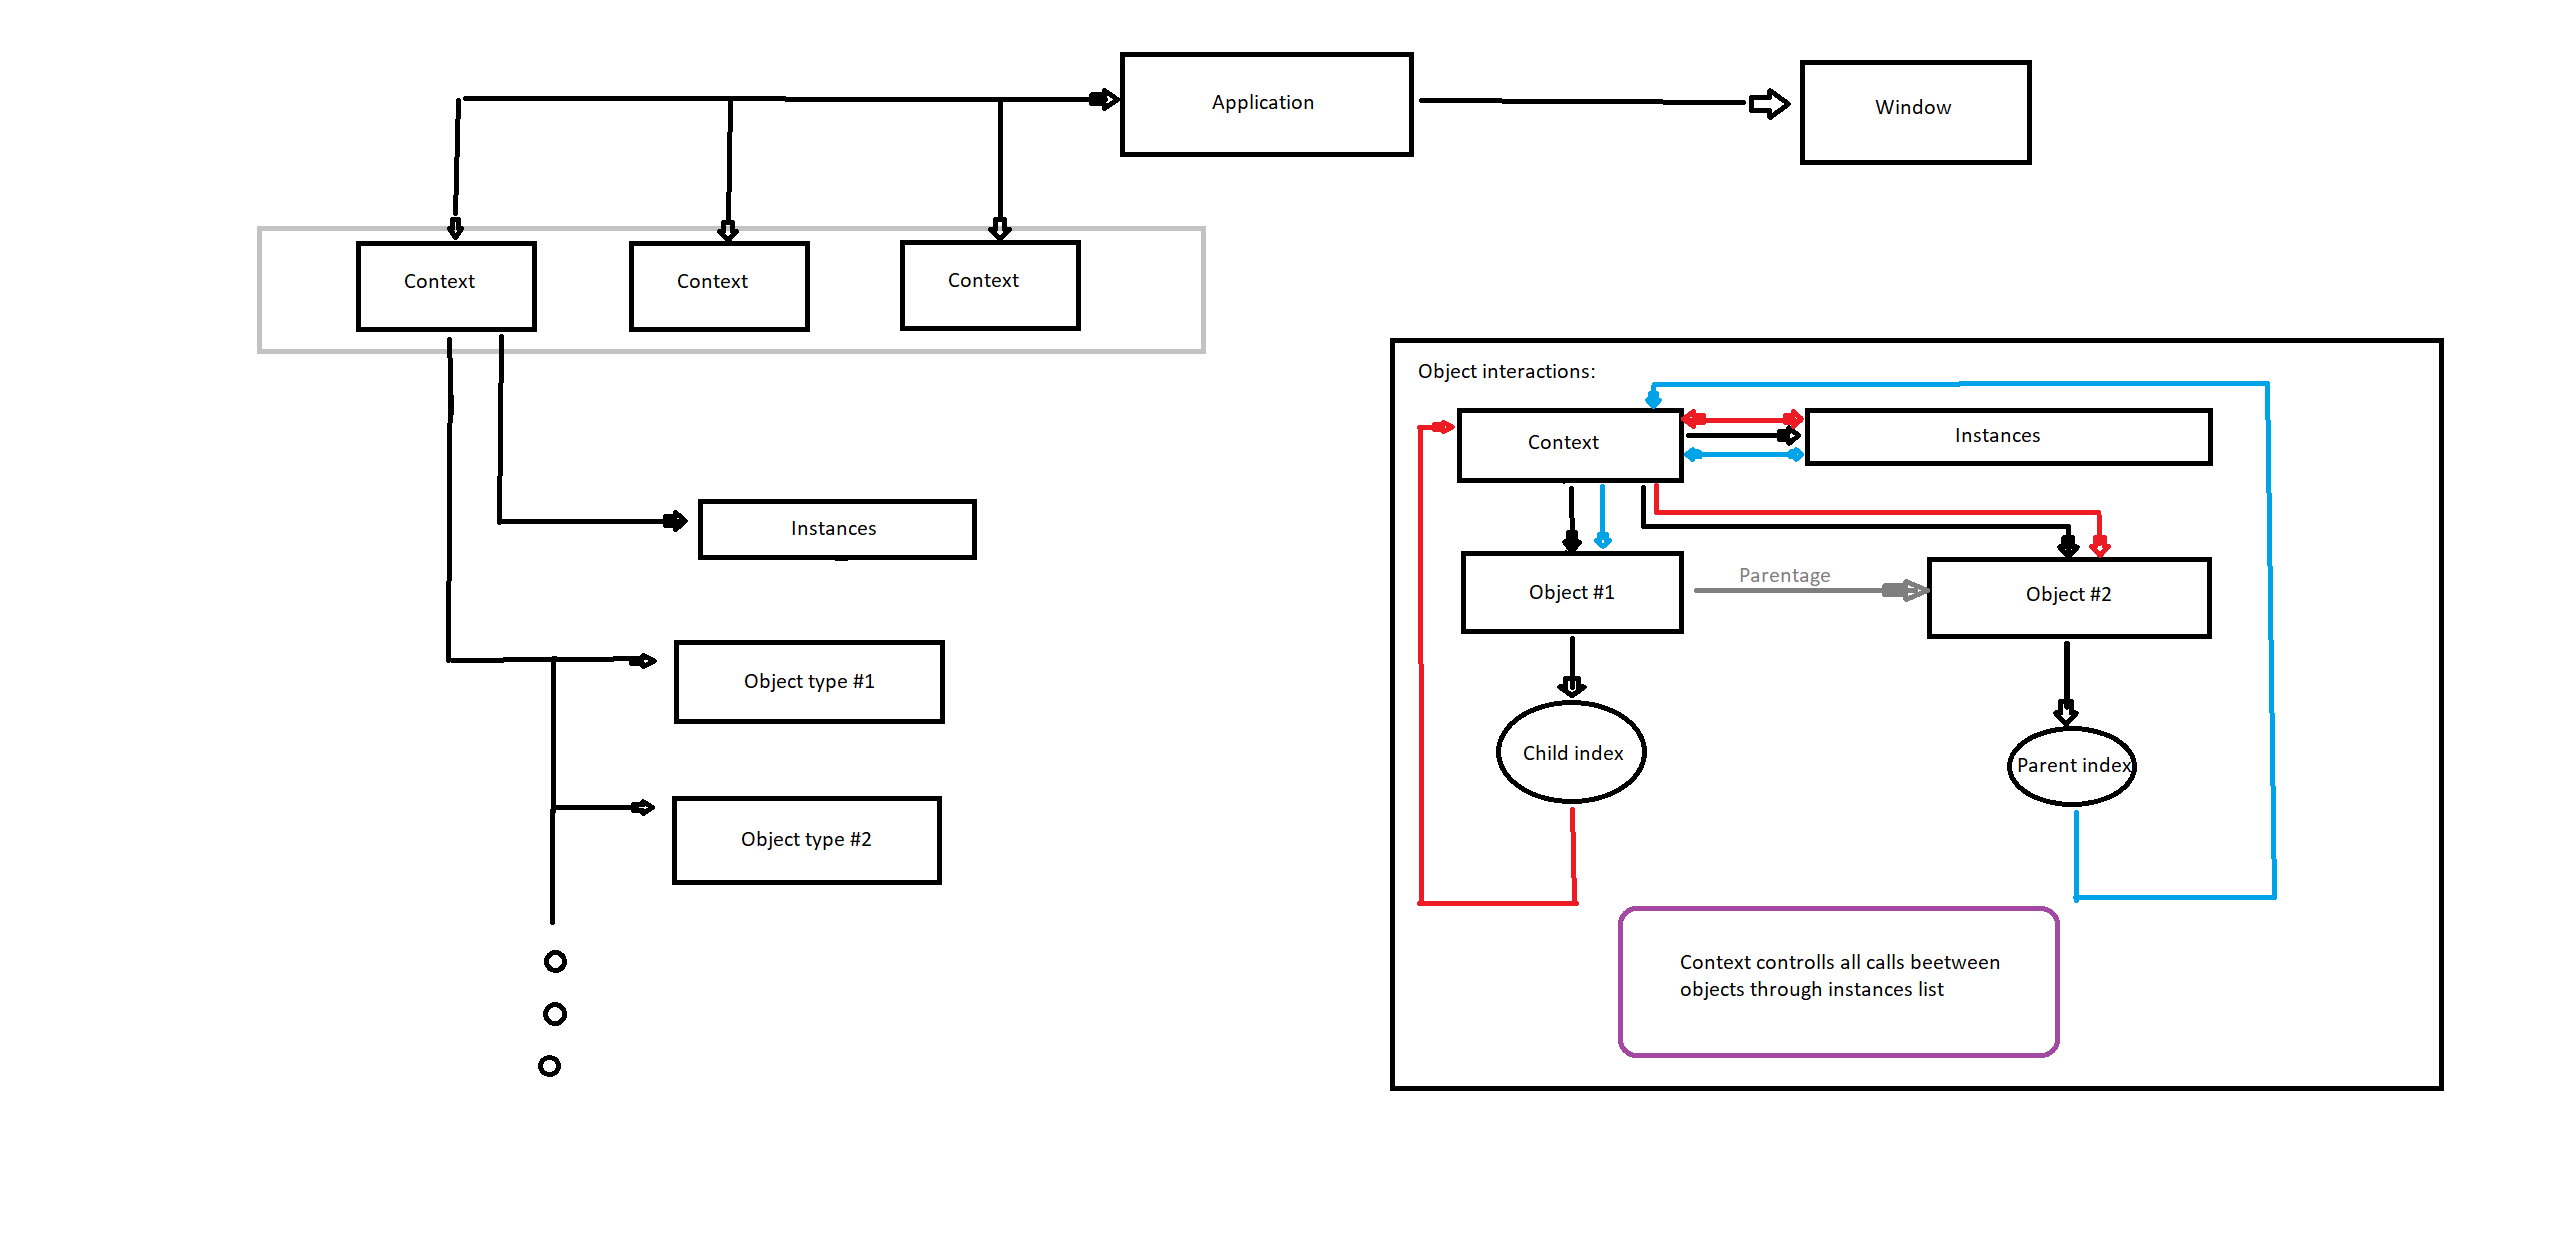 Application
Window
Context
Context
Context
Instances
Object type #1
Object type #2
Object interactions:
Context
Instances
Object #1
Parentage
Object #2
Child index
Parent index
Context controlls all calls beetween
objects through instances list